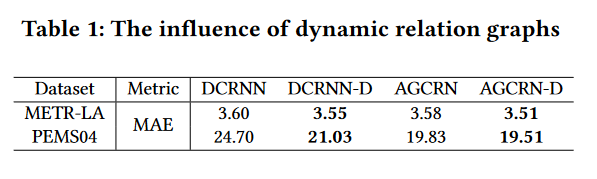 Table 1: The influence of dynamic relation graphs
Dataset Metric DCRNN DCRNN-D AGCRN AGCRN-D
METR-LA MAE 3.60 3.55 3.58 3.51
PEMS04 24.70 21.03 19.83 19.51